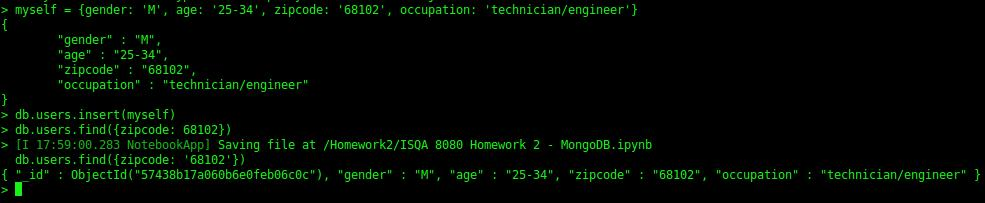 > myself = {gender: 'M', age: '25-34', zipcode: '68102', occupation: 'technician/engineer'}
{
        "gender" : "M",
        "age" : "25-34",
        "zipcode" : "68102",
        "occupation" : "technician/engineer"
}
> db.users.insert(myself)
> db.users.find({zipcode: 68102})
> [I 17:59:00.283 NotebookApp] Saving file at /Homework2/ISQA 8080 Homework 2 - MongoDB.ipynb
  db.users.find({zipcode: '68102'})
{ "_id" : ObjectId("57438b17a060b6e0feb06c0c"), "gender" : "M", "age" : "25-34", "zipcode" : "68102", "occupation" : "technician/engineer" }
>